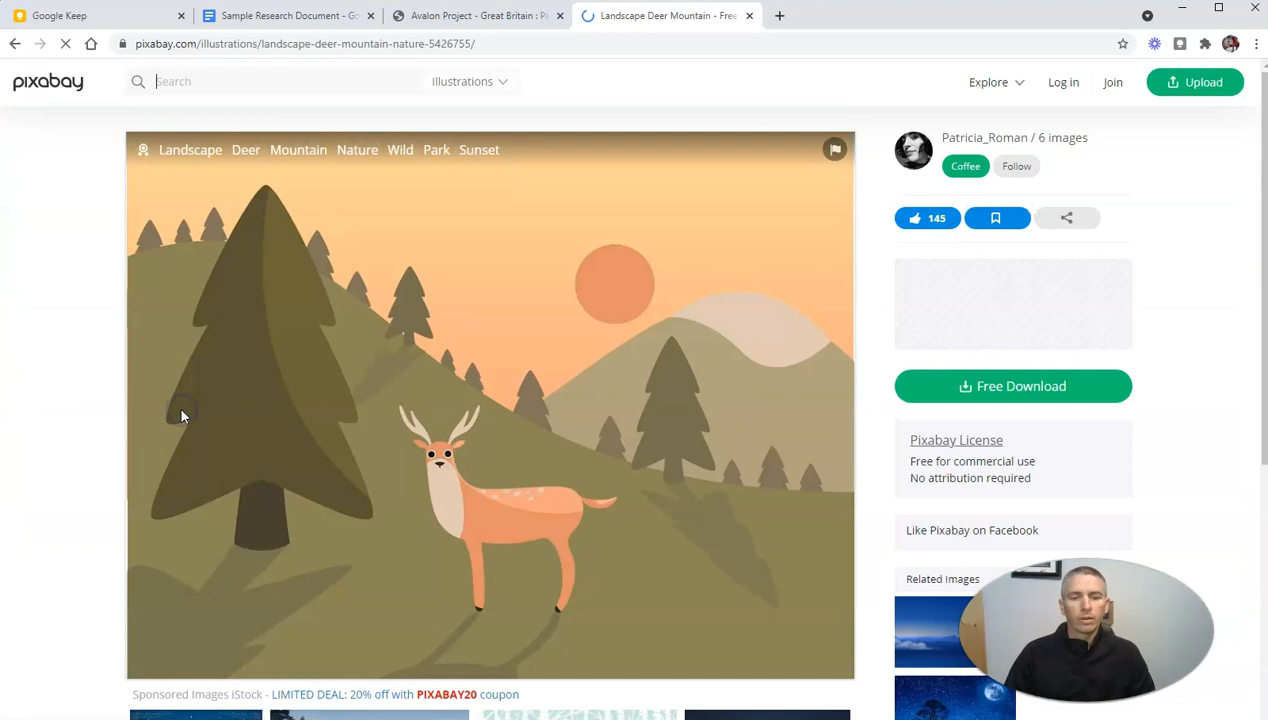 Google Keep
Sample Research Document - Go
Avalon Project - Great Britain : P
Landscape Deer Mountain - Free
pixabay.com/illustrations/landscape-deer-mountain-nature-5426755/
pixabay
Search
Illustrations
Explore
Log in
Join
Upload
Landscape Deer Mountain Nature Wild Park Sunset
Patricia_Roman / 6 images
Coffee
Follow
145
Free Download
Pixabay License
Free for commercial use
No attribution required
Like Pixabay on Facebook
Related Images
Sponsored Images iStock - LIMITED DEAL: 20% off with PIXABAY20 coupon